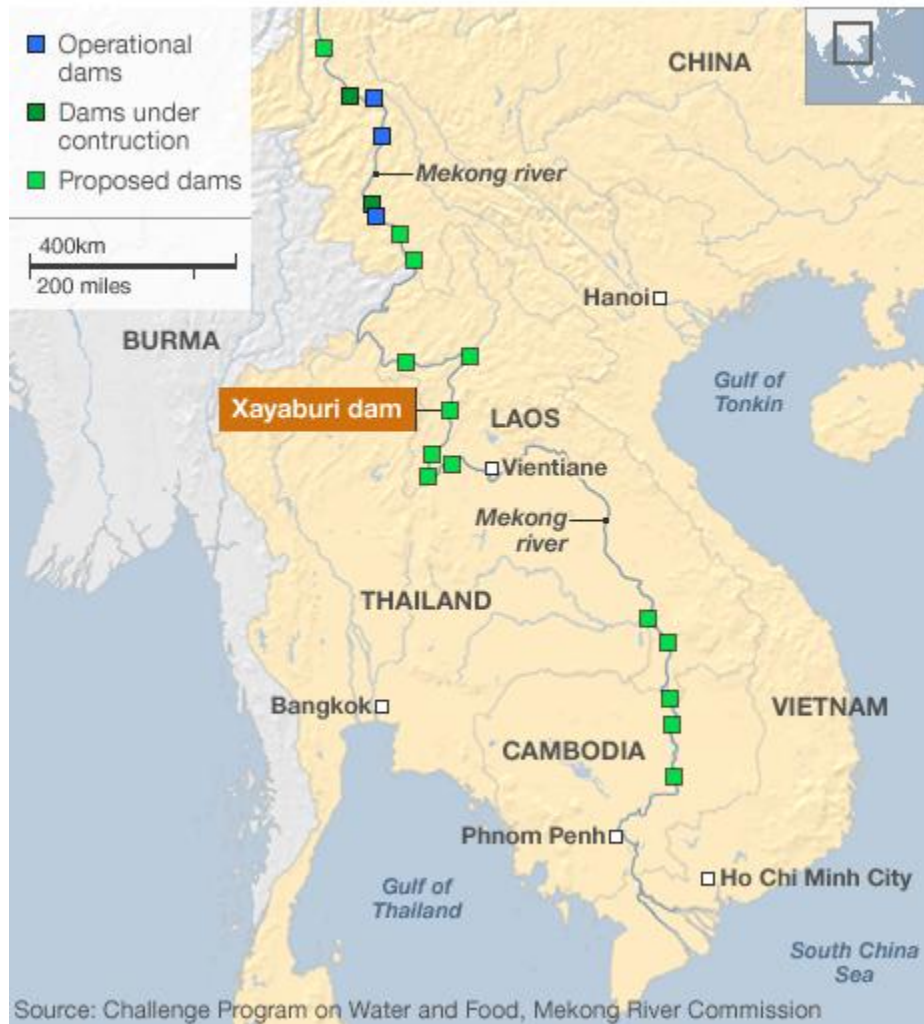 Operational
dams
Dams under
contruction
Proposed dams
400km
200 miles
CHINA
Mekong river
Hanoi
BURMA
Gulf of
Tonkin
Xayaburi dam
LAOS
Vientiane
Mekong
river
THAILAND
Bangkok
VIETNAM
CAMBODIA
Phnom Penh
Ho Chi Minh City
Gulf of
Thailand
South China
Sea
Source: Challenge Program on Water and Food, Mekong River Commission